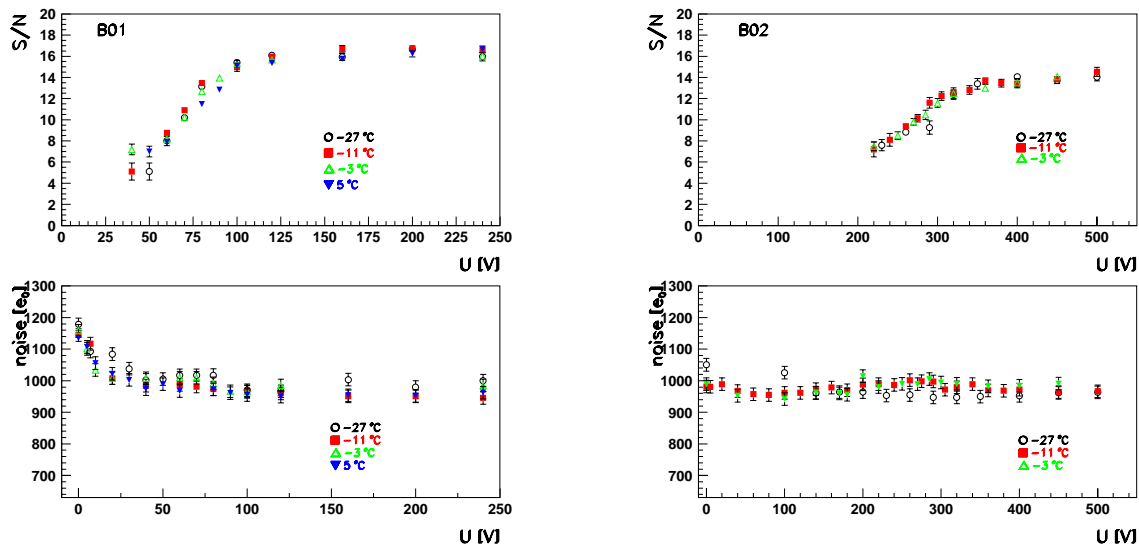 S/N
20
18
16
14
12
10
8
6
4
2
0
B01
−27 °C
−11 °C
−3 °C
5 °C
0 25 50 75 100 125 150 175 200 225 250
U [V]
S/N
20
18
16
14
12
10
8
6
4
2
0
B02
−27 °C
−11 °C
−3 °C
0 100 200 300 400 500
U [V]
noise [e₀]
1300
1200
1100
1000
900
800
700
−27 °C
−11 °C
−3 °C
5 °C
0 50 100 150 200 250
U [V]
noise [e₀]
1300
1200
1100
1000
900
800
700
−27 °C
−11 °C
−3 °C
0 100 200 300 400 500
U [V]